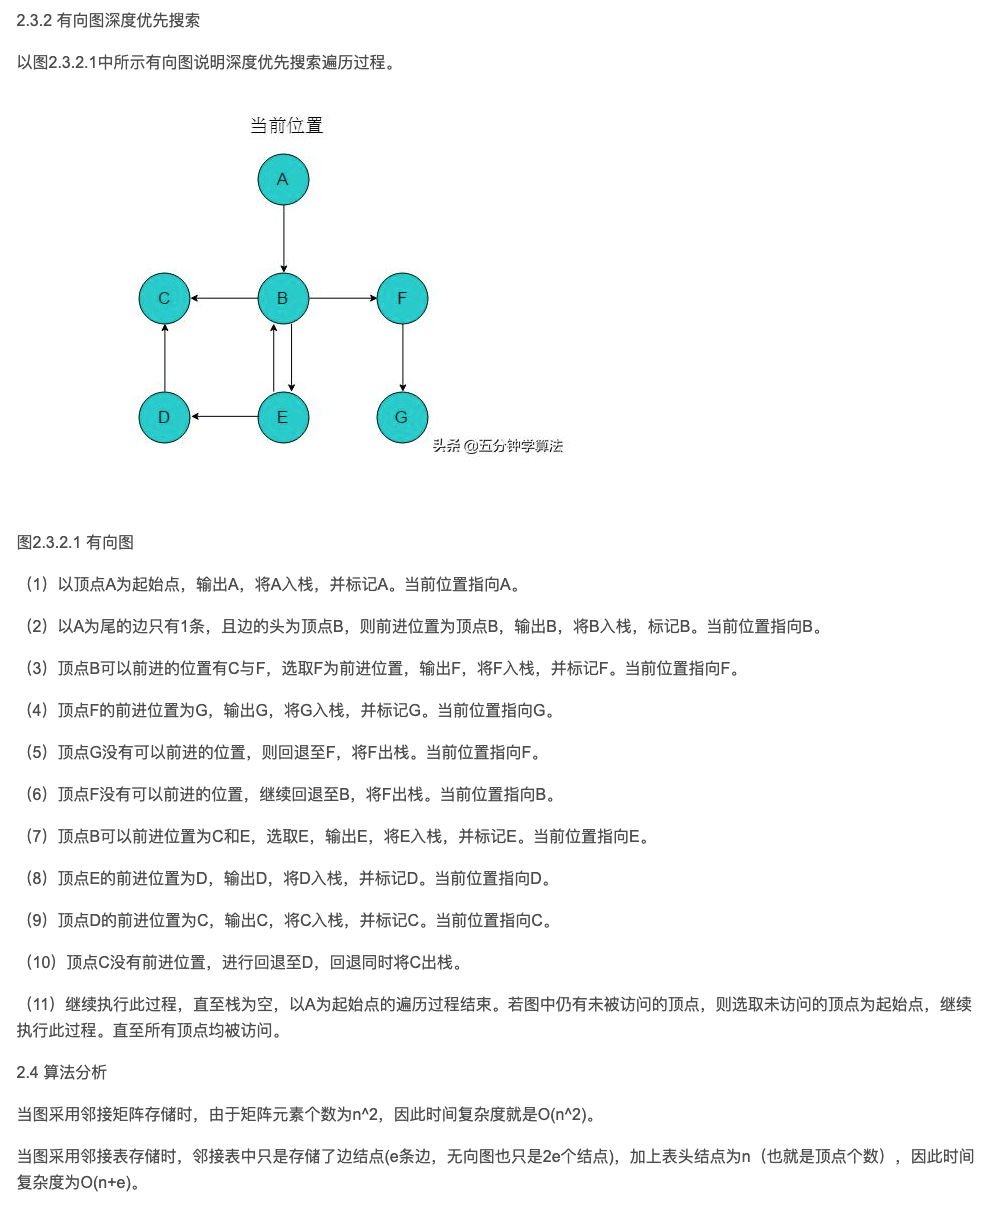 2.3.2 有向图深度优先搜索
以图2.3.2.1中所示有向图说明深度优先搜索遍历过程。
当前位置
A
C
B
F
D
E
G
头条 @五分钟学算法
图2.3.2.1 有向图
（1）以顶点A为起始点，输出A，将A入栈，并标记A。当前位置指向A。
（2）以A为尾的边只有1条，且边的头为顶点B，则前进位置为顶点B，输出B，将B入栈，标记B。当前位置指向B。
（3）顶点B可以前进的位置有C与F，选取F为前进位置，输出F，将F入栈，并标记F。当前位置指向F。
（4）顶点F的前进位置为G，输出G，将G入栈，并标记G。当前位置指向G。
（5）顶点G没有可以前进的位置，则回退至F，将F出栈。当前位置指向F。
（6）顶点F没有可以前进的位置，继续回退至B，将F出栈。当前位置指向B。
（7）顶点B可以前进位置为C和E，选取E，输出E，将E入栈，并标记E。当前位置指向E。
（8）顶点E的前进位置为D，输出D，将D入栈，并标记D。当前位置指向D。
（9）顶点D的前进位置为C，输出C，将C入栈，并标记C。当前位置指向C。
（10）顶点C没有前进位置，进行回退至D，回退同时将C出栈。
（11）继续执行此过程，直至栈为空，以A为起始点的遍历过程结束。若图中仍有未被访问的顶点，则选取未访问的顶点为起始点，继续
执行此过程。直至所有顶点均被访问。
2.4 算法分析
当图采用邻接矩阵存储时，由于矩阵元素个数为n^2，因此时间复杂度就是O(n^2)。
当图采用邻接表存储时，邻接表中只是存储了边结点(e条边，无向图也只是2e个结点)，加上表头结点为n（也就是顶点个数），因此时间
复杂度为O(n+e)。